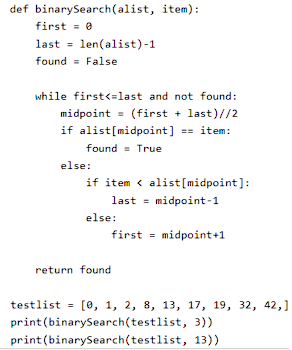 def binarySearch(alist, item):
    first = 0
    last = len(alist)-1
    found = False

    while first<=last and not found:
        midpoint = (first + last)//2
        if alist[midpoint] == item:
            found = True
        else:
            if item < alist[midpoint]:
                last = midpoint-1
            else:
                first = midpoint+1

    return found

testlist = [0, 1, 2, 8, 13, 17, 19, 32, 42,]
print(binarySearch(testlist, 3))
print(binarySearch(testlist, 13))